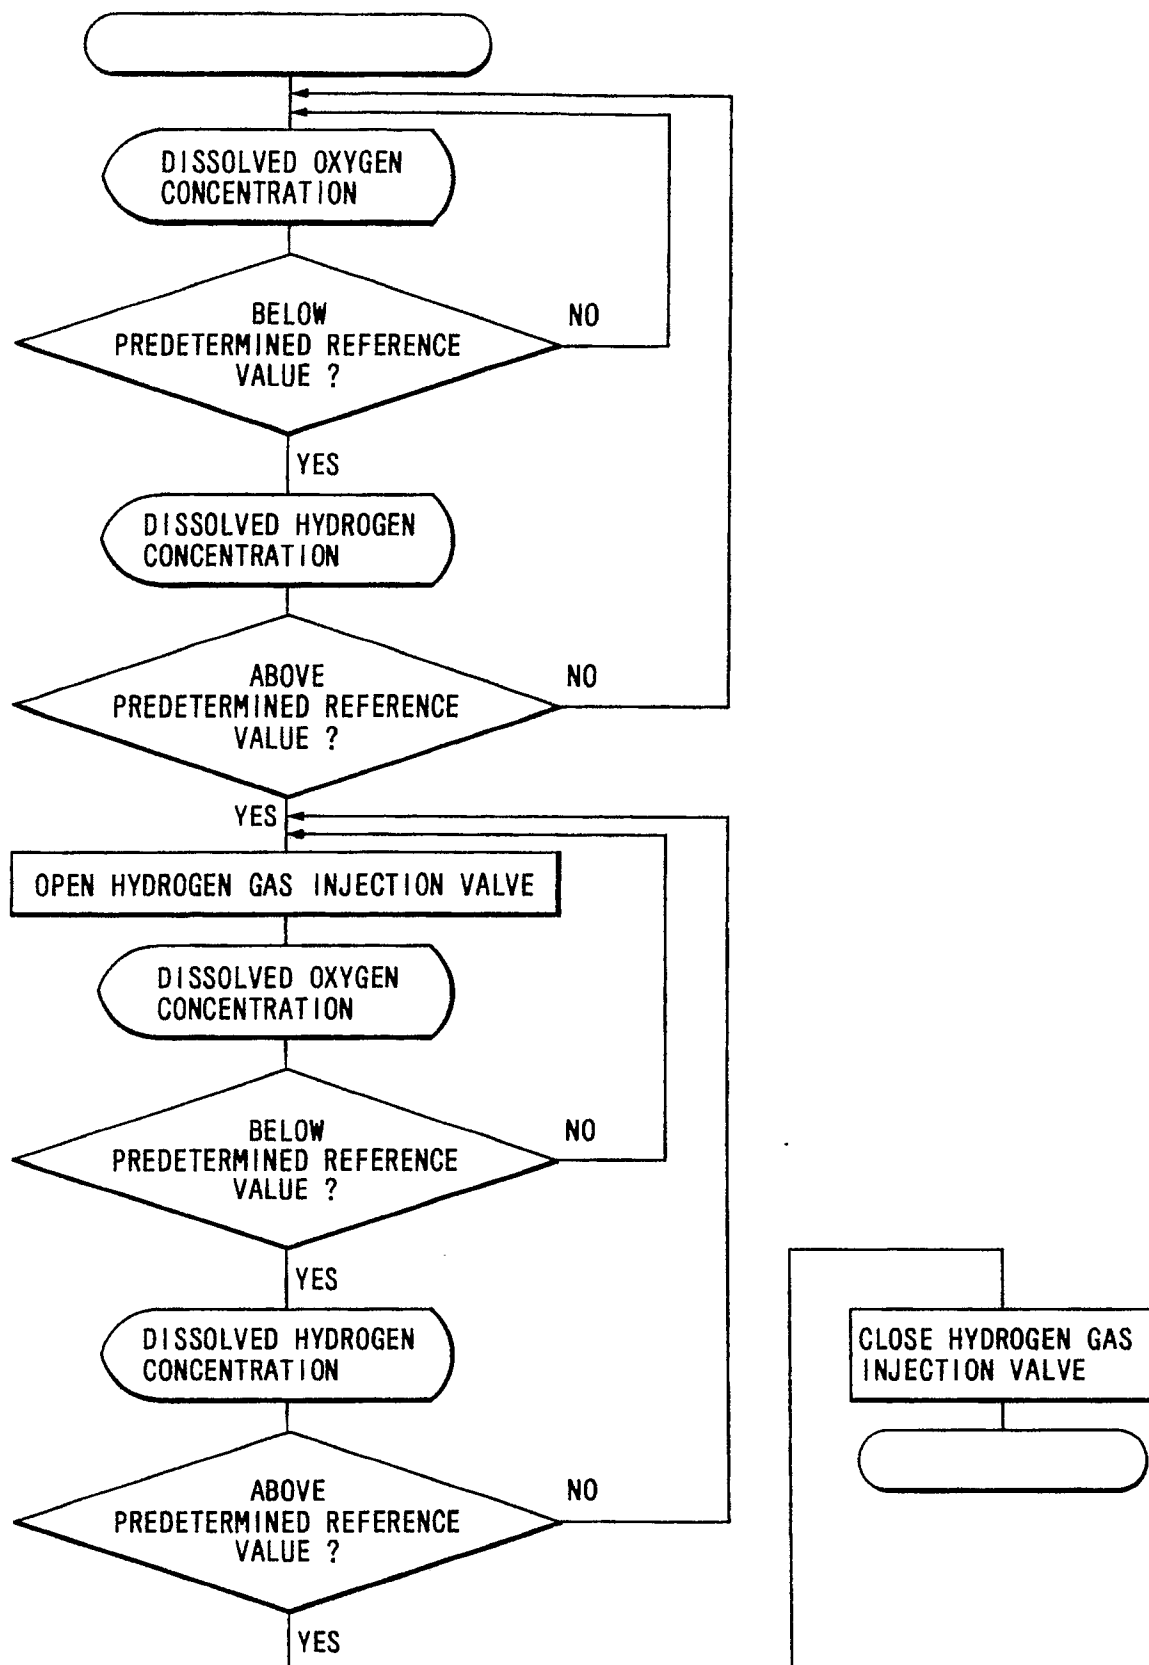 DISSOLVED OXYGEN
CONCENTRATION
BELOW
PREDETERMINED REFERENCE
VALUE ?
NO
YES
DISSOLVED HYDROGEN
CONCENTRATION
ABOVE
PREDETERMINED REFERENCE
VALUE ?
NO
YES
OPEN HYDROGEN GAS INJECTION VALVE
DISSOLVED OXYGEN
CONCENTRATION
BELOW
PREDETERMINED REFERENCE
VALUE ?
NO
YES
DISSOLVED HYDROGEN
CONCENTRATION
ABOVE
PREDETERMINED REFERENCE
VALUE ?
NO
YES
CLOSE HYDROGEN GAS
INJECTION VALVE